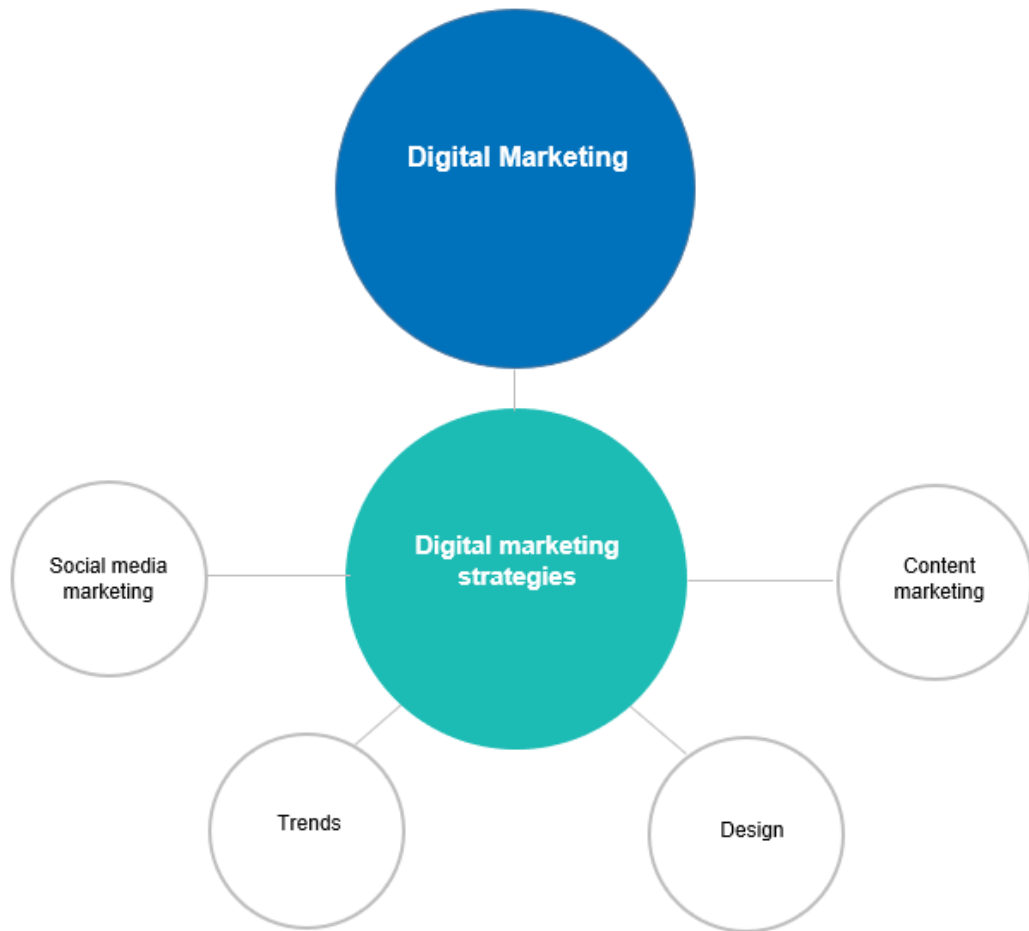 Digital Marketing
Digital marketing
strategies
Social media
marketing
Content
marketing
Trends
Design